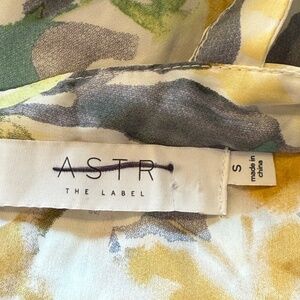 ASTR
THE LABEL
S
made in
china